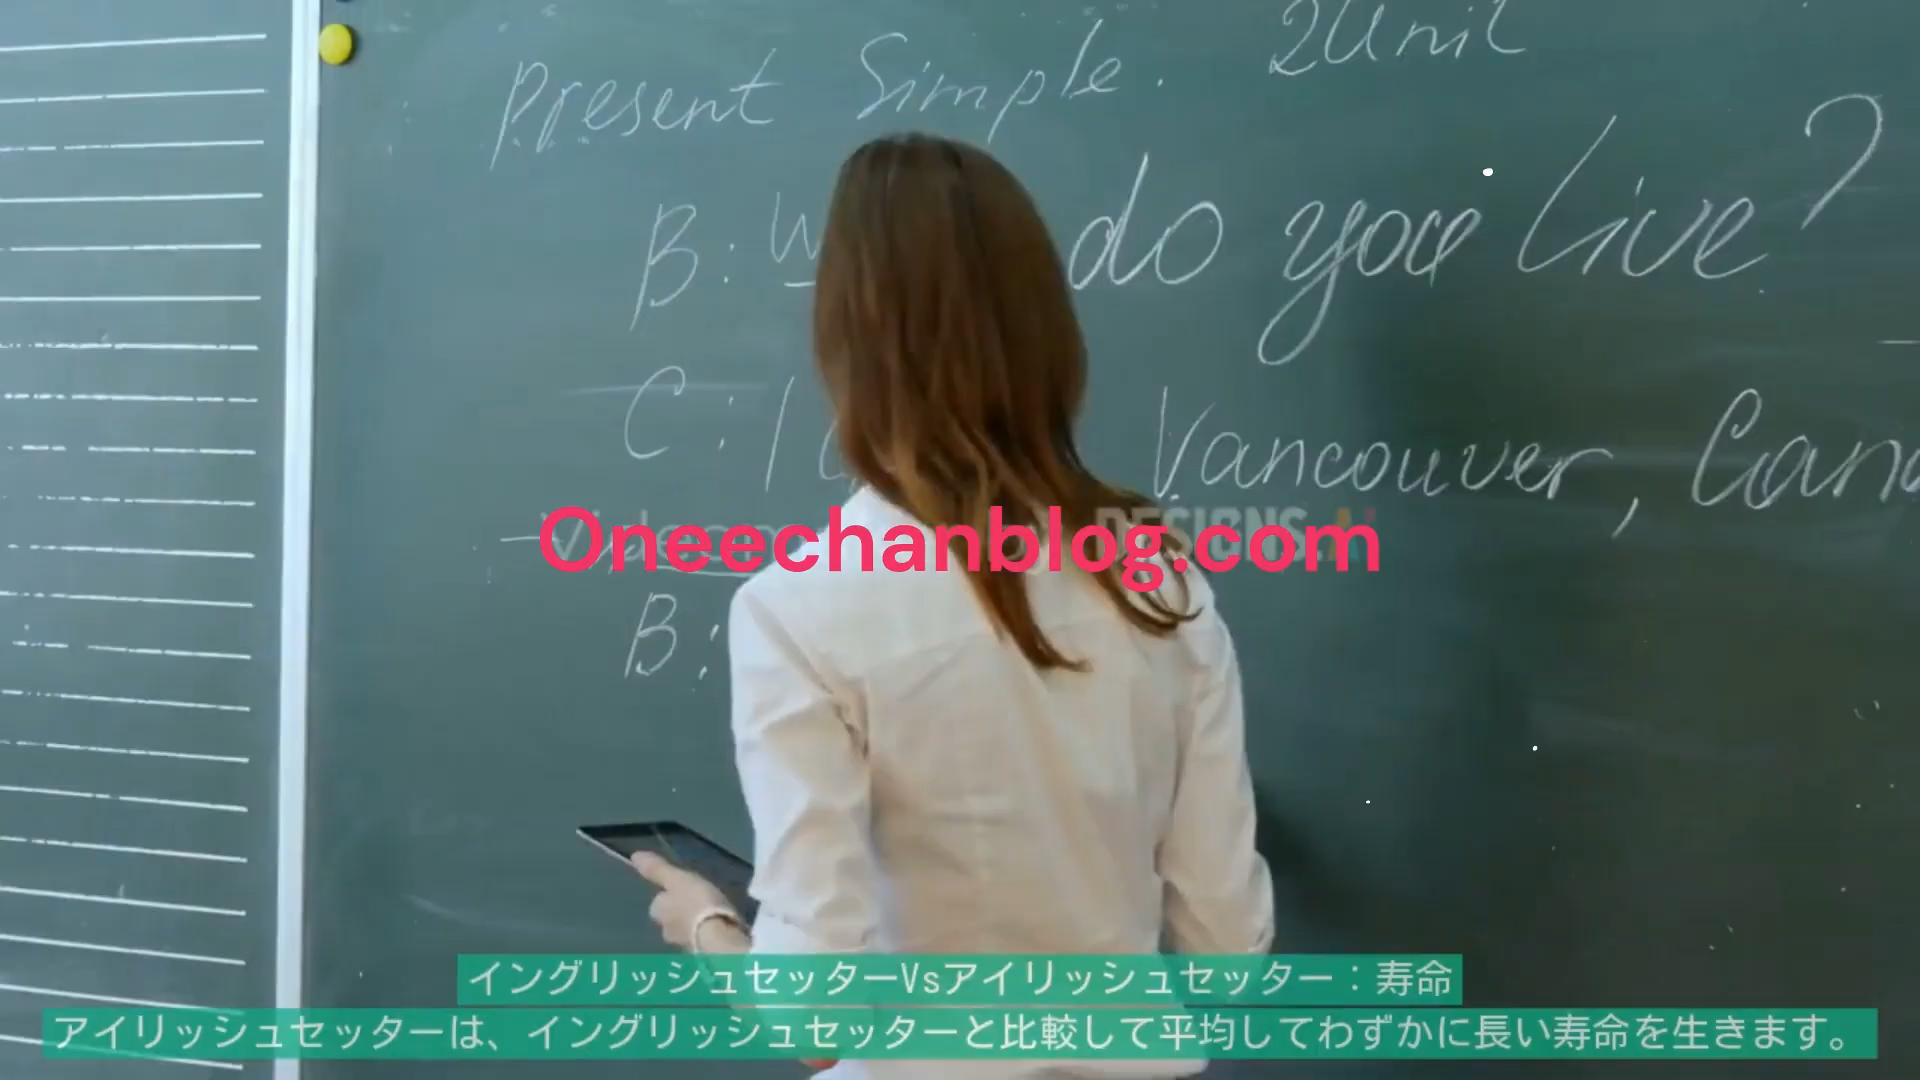 Present Simple. 2Unit
B: do you live?
C: I Vancouver,
Oneechanblog.com
B:
イングリッシュセッターVsアイリッシュセッター：寿命
アイリッシュセッターは、イングリッシュセッターと比較して平均してわずかに長い寿命を生きます。